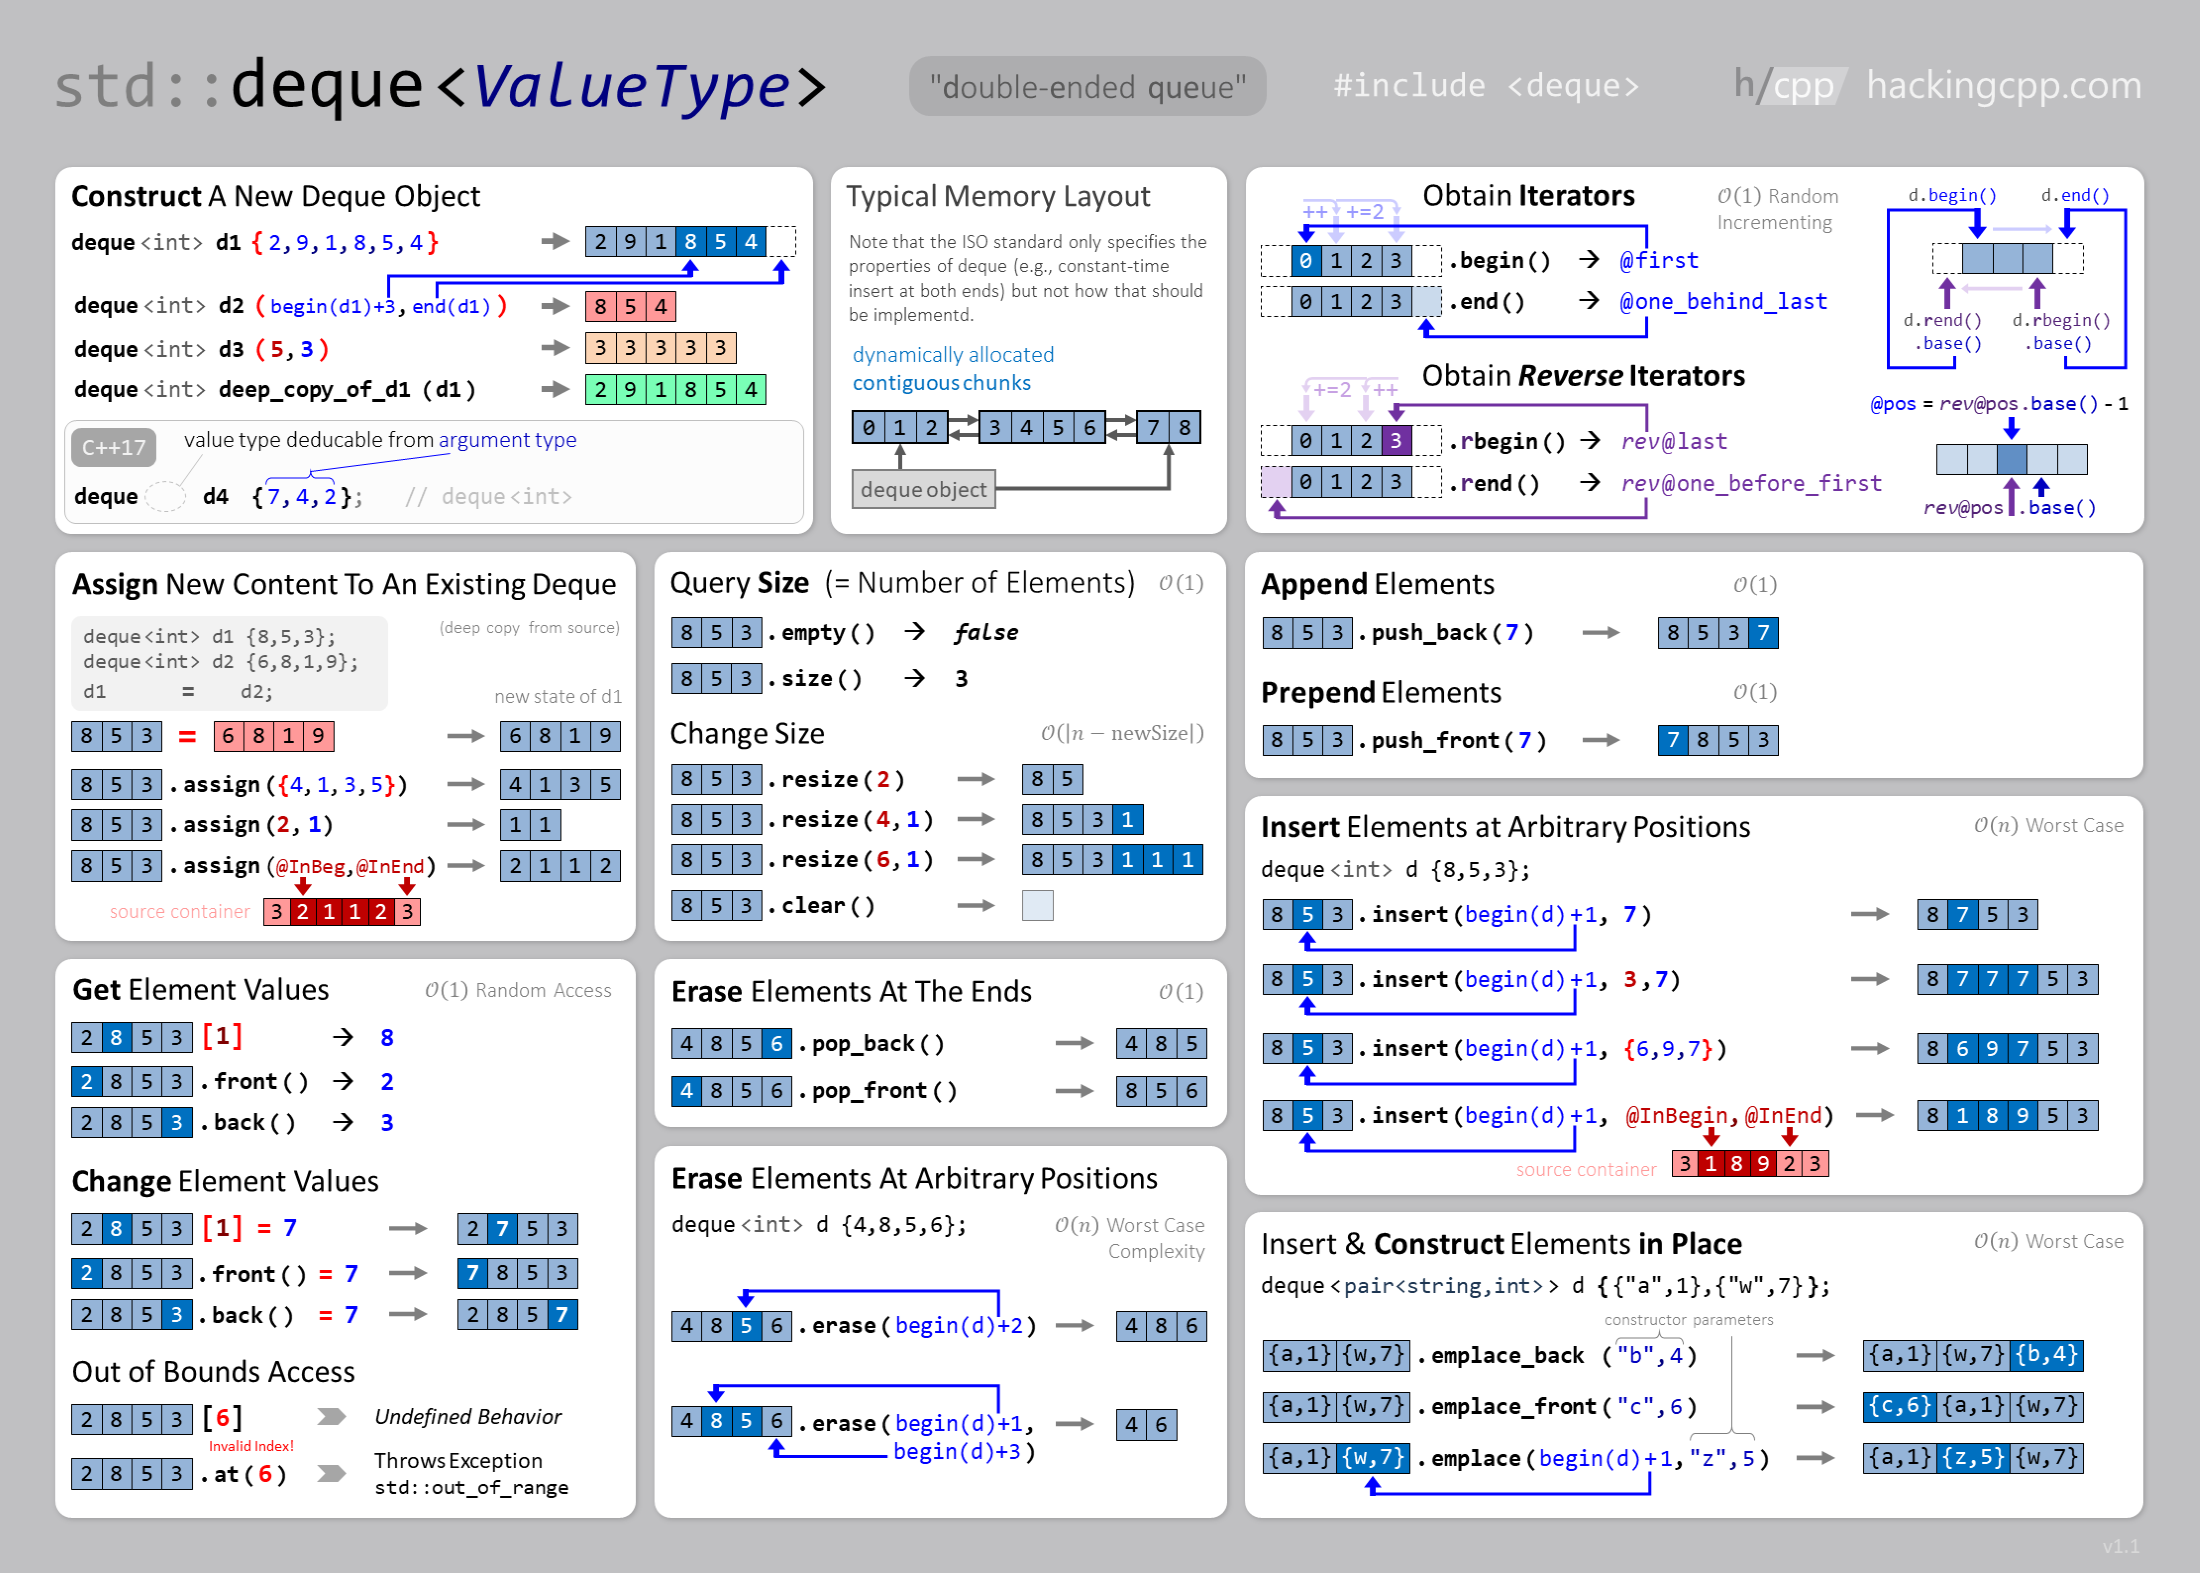 std::deque<ValueType>
"double-ended queue"
#include <deque>
h/cpp hackingcpp.com
Construct A New Deque Object
deque<int> d1 {2,9,1,8,5,4} 2 9 1 8 5 4
deque<int> d2 (begin(d1)+3, end(d1)) 8 5 4
deque<int> d3 (5,3) 3 3 3 3 3
deque<int> deep_copy_of_d1 (d1) 2 9 1 8 5 4
C++17 value type deducable from argument type
deque d4 {7,4,2}; // deque<int>
Typical Memory Layout
Note that the ISO standard only specifies the
properties of deque (e.g., constant-time
insert at both ends) but not how that should
be implementd.
dynamically allocated
contiguous chunks
0 1 2 3 4 5 6 7 8
deque object
Obtain Iterators
O(1) Random
Incrementing
++ +=2
0 1 2 3 .begin() → @first
0 1 2 3 .end() → @one_behind_last
Obtain Reverse Iterators
+=2 ++
0 1 2 3 .rbegin() → rev@last
0 1 2 3 .rend() → rev@one_before_first
d.begin() d.end()
d.rend() d.rbegin()
.base() .base()
@pos = rev@pos.base() - 1
rev@pos .base()
Assign New Content To An Existing Deque
(deep copy from source)
deque<int> d1 {8,5,3};
deque<int> d2 {6,8,1,9};
d1 = d2;
new state of d1
8 5 3 = 6 8 1 9 6 8 1 9
8 5 3 .assign({4,1,3,5}) 4 1 3 5
8 5 3 .assign(2,1) 1 1
8 5 3 .assign(@InBeg,@InEnd) 2 1 1 2
source container 3 2 1 1 2 3
Query Size (= Number of Elements) O(1)
8 5 3 .empty() → false
8 5 3 .size() → 3
Change Size O(|n − newSize|)
8 5 3 .resize(2) 8 5
8 5 3 .resize(4,1) 8 5 3 1
8 5 3 .resize(6,1) 8 5 3 1 1 1
8 5 3 .clear()
Append Elements O(1)
8 5 3 .push_back(7) 8 5 3 7
Prepend Elements O(1)
8 5 3 .push_front(7) 7 8 5 3
Insert Elements at Arbitrary Positions O(n) Worst Case
deque<int> d {8,5,3};
8 5 3 .insert(begin(d)+1, 7) 8 7 5 3
8 5 3 .insert(begin(d)+1, 3,7) 8 7 7 7 5 3
8 5 3 .insert(begin(d)+1, {6,9,7}) 8 6 9 7 5 3
8 5 3 .insert(begin(d)+1, @InBegin,@InEnd) 8 1 8 9 5 3
source container 3 1 8 9 2 3
Get Element Values O(1) Random Access
2 8 5 3 [1] → 8
2 8 5 3 .front() → 2
2 8 5 3 .back() → 3
Change Element Values
2 8 5 3 [1] = 7 2 7 5 3
2 8 5 3 .front() = 7 7 8 5 3
2 8 5 3 .back() = 7 2 8 5 7
Out of Bounds Access
2 8 5 3 [6] Undefined Behavior
Invalid Index!
2 8 5 3 .at(6) Throws Exception
std::out_of_range
Erase Elements At The Ends O(1)
4 8 5 6 .pop_back() 4 8 5
4 8 5 6 .pop_front() 8 5 6
Erase Elements At Arbitrary Positions
deque<int> d {4,8,5,6}; O(n) Worst Case
Complexity
4 8 5 6 .erase(begin(d)+2) 4 8 6
4 8 5 6 .erase(begin(d)+1, 4 6
begin(d)+3)
Insert & Construct Elements in Place O(n) Worst Case
deque<pair<string,int>> d {{"a",1},{"w",7}};
constructor parameters
{a,1} {w,7} .emplace_back ("b",4) {a,1} {w,7} {b,4}
{a,1} {w,7} .emplace_front("c",6) {c,6} {a,1} {w,7}
{a,1} {w,7} .emplace(begin(d)+1,"z",5) {a,1} {z,5} {w,7}
v1.1